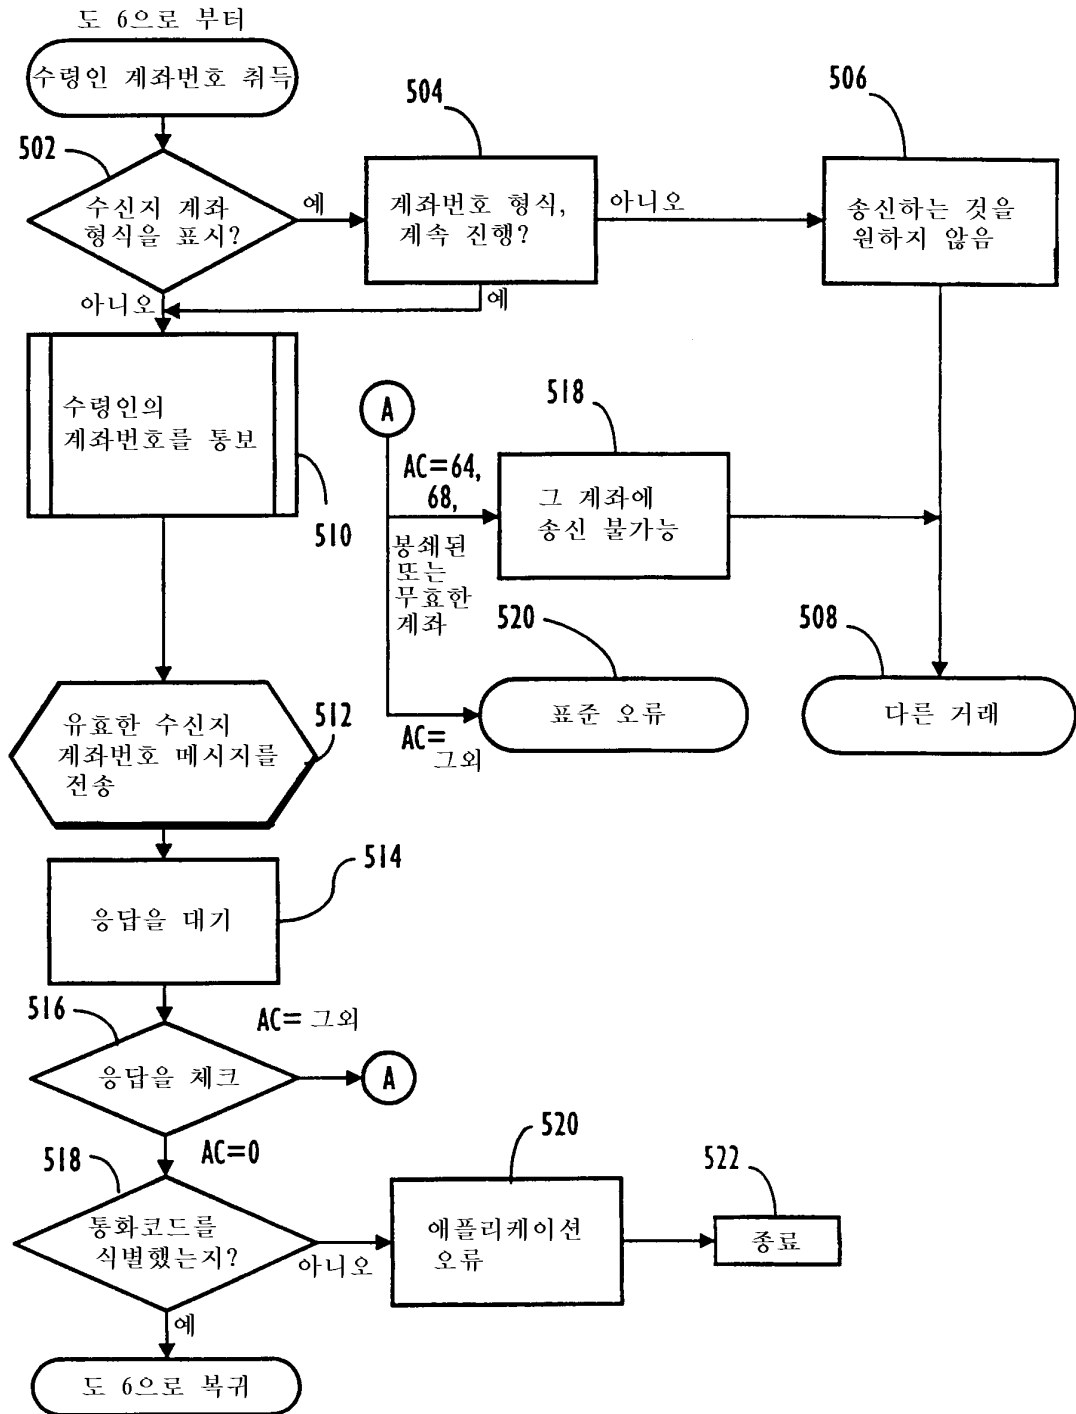 도 6으로 부터
수령인 계좌번호 취득
502
수신지 계좌
형식을 표시?
예
504
계좌번호 형식,
계속 진행?
아니오
506
송신하는 것을
원하지 않음
아니오
예
수령인의
계좌번호를 통보
510
A
AC=64,
68,
봉쇄된
또는
무효한
계좌
518
그 계좌에
송신 불가능
520
표준 오류
AC=
그외
508
다른 거래
유효한 수신지
계좌번호 메시지를
전송
512
514
응답을 대기
516
AC= 그외
응답을 체크
A
AC=0
518
통화코드를
식별했는지?
아니오
520
애플리케이션
오류
522
종료
예
도 6으로 복귀